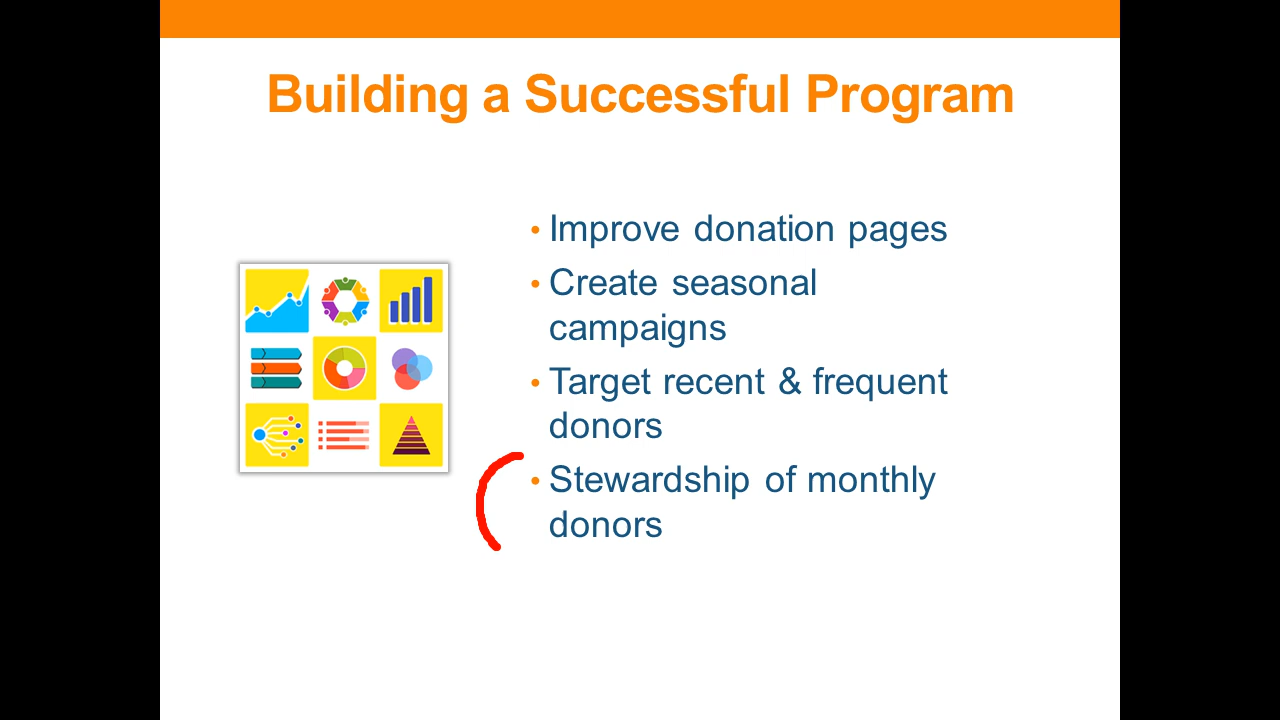 Building a Successful Program
• Improve donation pages
• Create seasonal
campaigns
• Target recent & frequent
donors
• Stewardship of monthly
donors